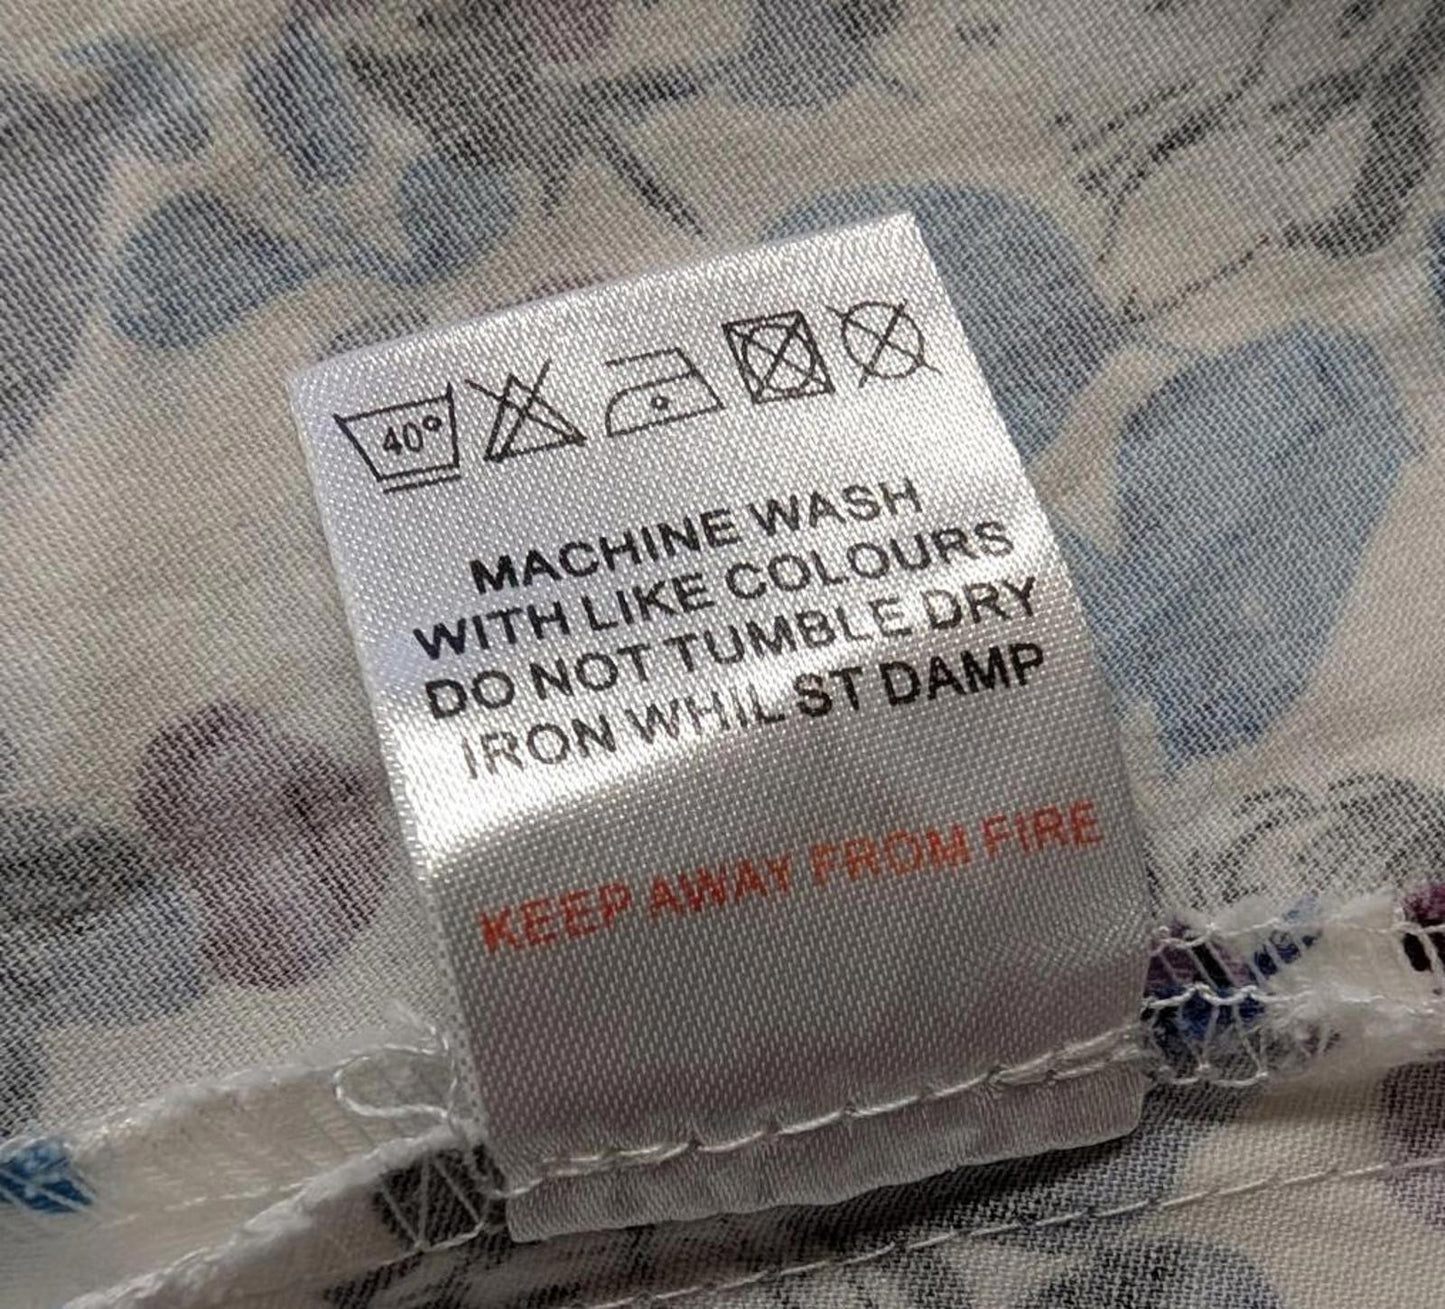 40°
MACHINE WASH
WITH LIKE COLOURS
DO NOT TUMBLE DRY
IRON WHILST DAMP
KEEP AWAY FROM FIRE